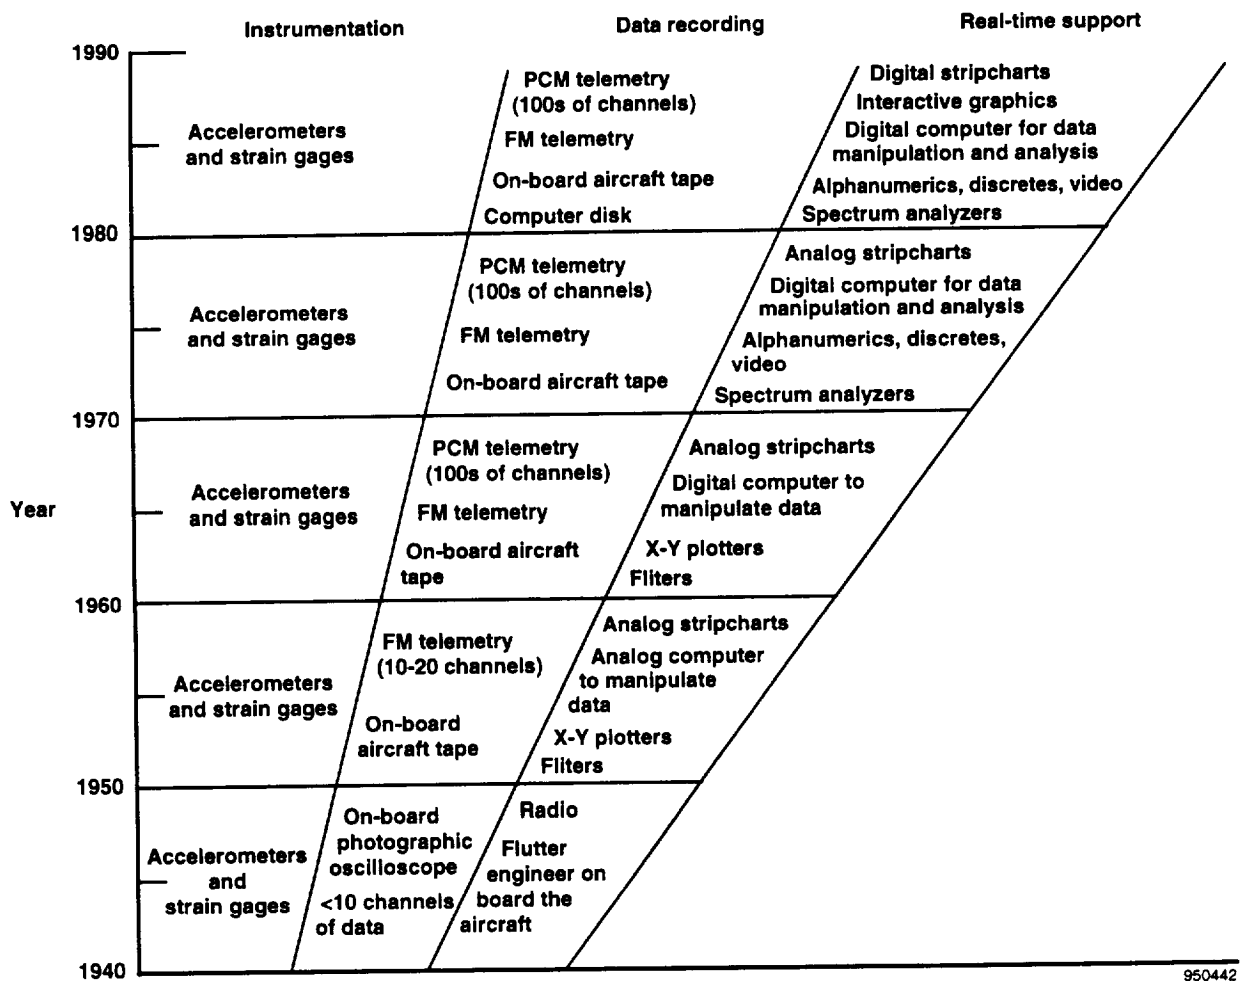 Instrumentation
Data recording
Real-time support
1990
PCM telemetry
(100s of channels)
Digital stripcharts
Interactive graphics
Accelerometers
and strain gages
FM telemetry
Digital computer for data
manipulation and analysis
On-board aircraft tape
Alphanumerics, discretes, video
Computer disk
Spectrum analyzers
1980
Accelerometers
and strain gages
PCM telemetry
(100s of channels)
FM telemetry
On-board aircraft tape
Analog stripcharts
Digital computer for data
manipulation and analysis
Alphanumerics, discretes,
video
Spectrum analyzers
1970
Year
Accelerometers
and strain gages
PCM telemetry
(100s of channels)
FM telemetry
On-board aircraft
tape
Analog stripcharts
Digital computer to
manipulate data
X-Y plotters
Fliters
1960
Accelerometers
and strain gages
FM telemetry
(10-20 channels)
On-board
aircraft tape
Analog stripcharts
Analog computer
to manipulate
data
X-Y plotters
Fliters
1950
Accelerometers
and
strain gages
On-board
photographic
oscilloscope
<10 channels
of data
Radio
Flutter
engineer on
board the
aircraft
1940
950442